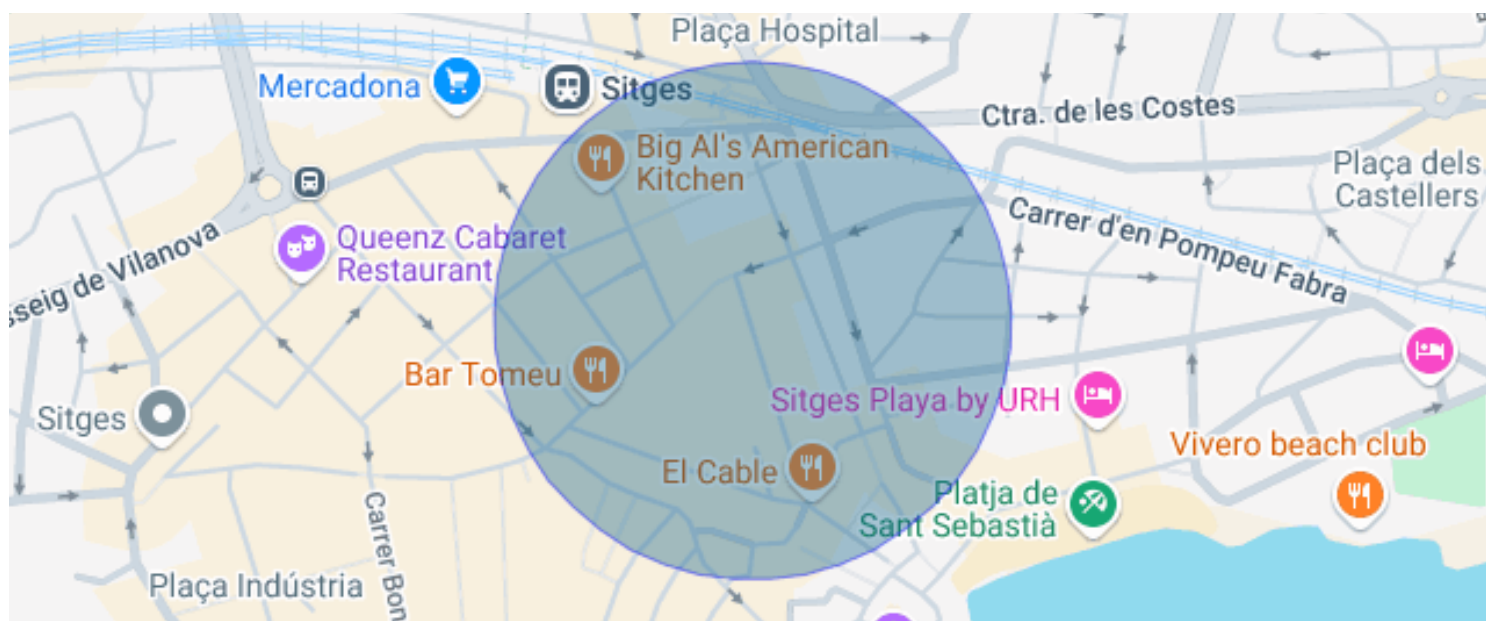 Plaça Hospital
Mercadona
Sitges
Ctra. de les Costes
Big Al's American
Kitchen
Plaça dels
Castellers
Carrer d'en Pompeu Fabra
Queenz Cabaret
Restaurant
sseig de Vilanova
Bar Tomeu
Sitges Playa by URH
Sitges
Vivero beach club
El Cable
Platja de
Sant Sebastià
Carrer Bon
Plaça Indústria